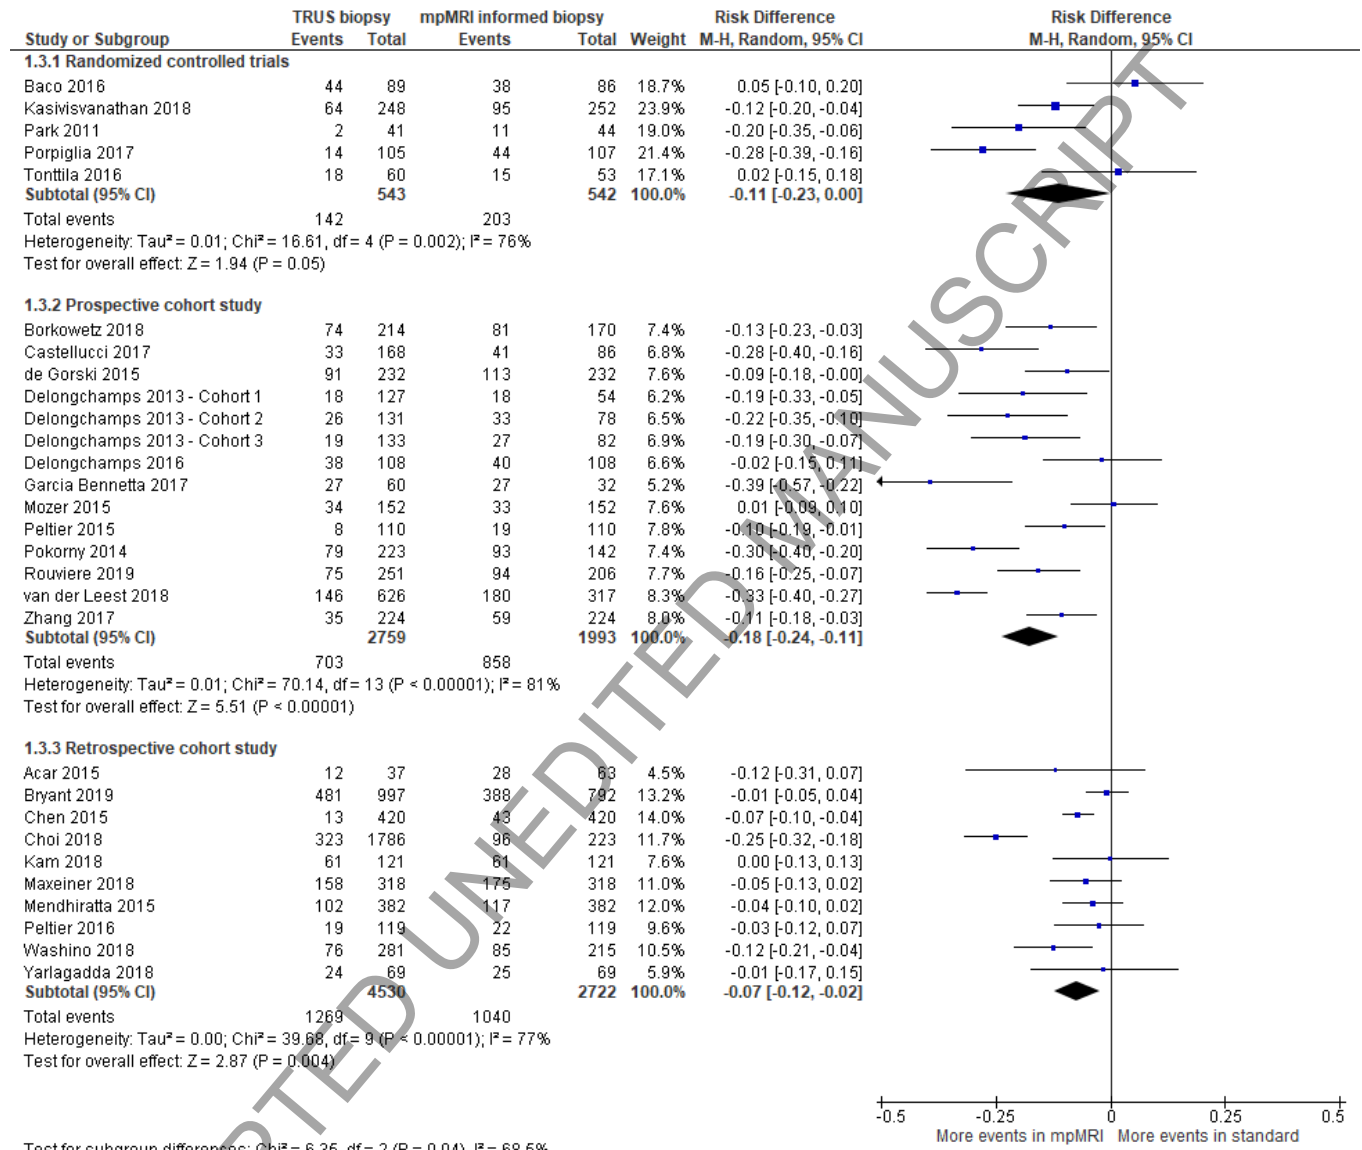 TRUS biopsy mpMRI informed biopsy Risk Difference Risk Difference
Study or Subgroup Events Total Events Total Weight M-H, Random, 95% CI M-H, Random, 95% CI
1.3.1 Randomized controlled trials
Baco 2016 44 89 38 86 18.7% 0.05 [-0.10, 0.20]
Kasivisvanathan 2018 64 248 95 252 23.9% -0.12 [-0.20, -0.04]
Park 2011 2 41 11 44 19.0% -0.20 [-0.35, -0.06]
Porpiglia 2017 14 105 44 107 21.4% -0.28 [-0.39, -0.16]
Tonttila 2016 18 60 15 53 17.1% 0.02 [-0.15, 0.18]
Subtotal (95% CI) 543 542 100.0% -0.11 [-0.23, 0.00]
Total events 142 203
Heterogeneity: Tau² = 0.01; Chi² = 16.61, df = 4 (P = 0.002); I² = 76%
Test for overall effect: Z = 1.94 (P = 0.05)
1.3.2 Prospective cohort study
Borkowetz 2018 74 214 81 170 7.4% -0.13 [-0.23, -0.03]
Castellucci 2017 33 168 41 86 6.8% -0.28 [-0.40, -0.16]
de Gorski 2015 91 232 113 232 7.6% -0.09 [-0.18, -0.00]
Delongchamps 2013 - Cohort 1 18 127 18 54 6.2% -0.19 [-0.33, -0.05]
Delongchamps 2013 - Cohort 2 26 131 33 78 6.5% -0.22 [-0.35, -0.10]
Delongchamps 2013 - Cohort 3 19 133 27 82 6.9% -0.19 [-0.30, -0.07]
Delongchamps 2016 38 108 40 108 6.6% -0.02 [-0.15, 0.11]
Garcia Bennetta 2017 27 60 27 32 5.2% -0.39 [-0.57, -0.22]
Mozer 2015 34 152 33 152 7.6% 0.01 [-0.09, 0.10]
Peltier 2015 8 110 19 110 7.8% -0.10 [-0.19, -0.01]
Pokorny 2014 79 223 93 142 7.4% -0.30 [-0.40, -0.20]
Rouviere 2019 75 251 94 206 7.7% -0.16 [-0.25, -0.07]
van der Leest 2018 146 626 180 317 8.3% -0.33 [-0.40, -0.27]
Zhang 2017 35 224 59 224 8.0% -0.11 [-0.18, -0.03]
Subtotal (95% CI) 2759 1993 100.0% -0.18 [-0.24, -0.11]
Total events 703 858
Heterogeneity: Tau² = 0.01; Chi² = 70.14, df = 13 (P < 0.00001); I² = 81%
Test for overall effect: Z = 5.51 (P < 0.00001)
1.3.3 Retrospective cohort study
Acar 2015 12 37 28 63 4.5% -0.12 [-0.31, 0.07]
Bryant 2019 481 997 388 792 13.2% -0.01 [-0.05, 0.04]
Chen 2015 13 420 43 420 14.0% -0.07 [-0.10, -0.04]
Choi 2018 323 1786 96 223 11.7% -0.25 [-0.32, -0.18]
Kam 2018 61 121 61 121 7.6% 0.00 [-0.13, 0.13]
Maxeiner 2018 158 318 175 318 11.0% -0.05 [-0.13, 0.02]
Mendhiratta 2015 102 382 117 382 12.0% -0.04 [-0.10, 0.02]
Peltier 2016 19 119 22 119 9.6% -0.03 [-0.12, 0.07]
Washino 2018 76 281 85 215 10.5% -0.12 [-0.21, -0.04]
Yarlagadda 2018 24 69 25 69 5.9% -0.01 [-0.17, 0.15]
Subtotal (95% CI) 4530 2722 100.0% -0.07 [-0.12, -0.02]
Total events 1269 1040
Heterogeneity: Tau² = 0.00; Chi² = 39.68, df = 9 (P < 0.00001); I² = 77%
Test for overall effect: Z = 2.87 (P = 0.004)
-0.5 -0.25 0 0.25 0.5
More events in mpMRI More events in standard
Test for subgroup differences: Chi² = 6.35, df = 2 (P = 0.04), I² = 68.5%
UNEDITED MANUSCRIPT